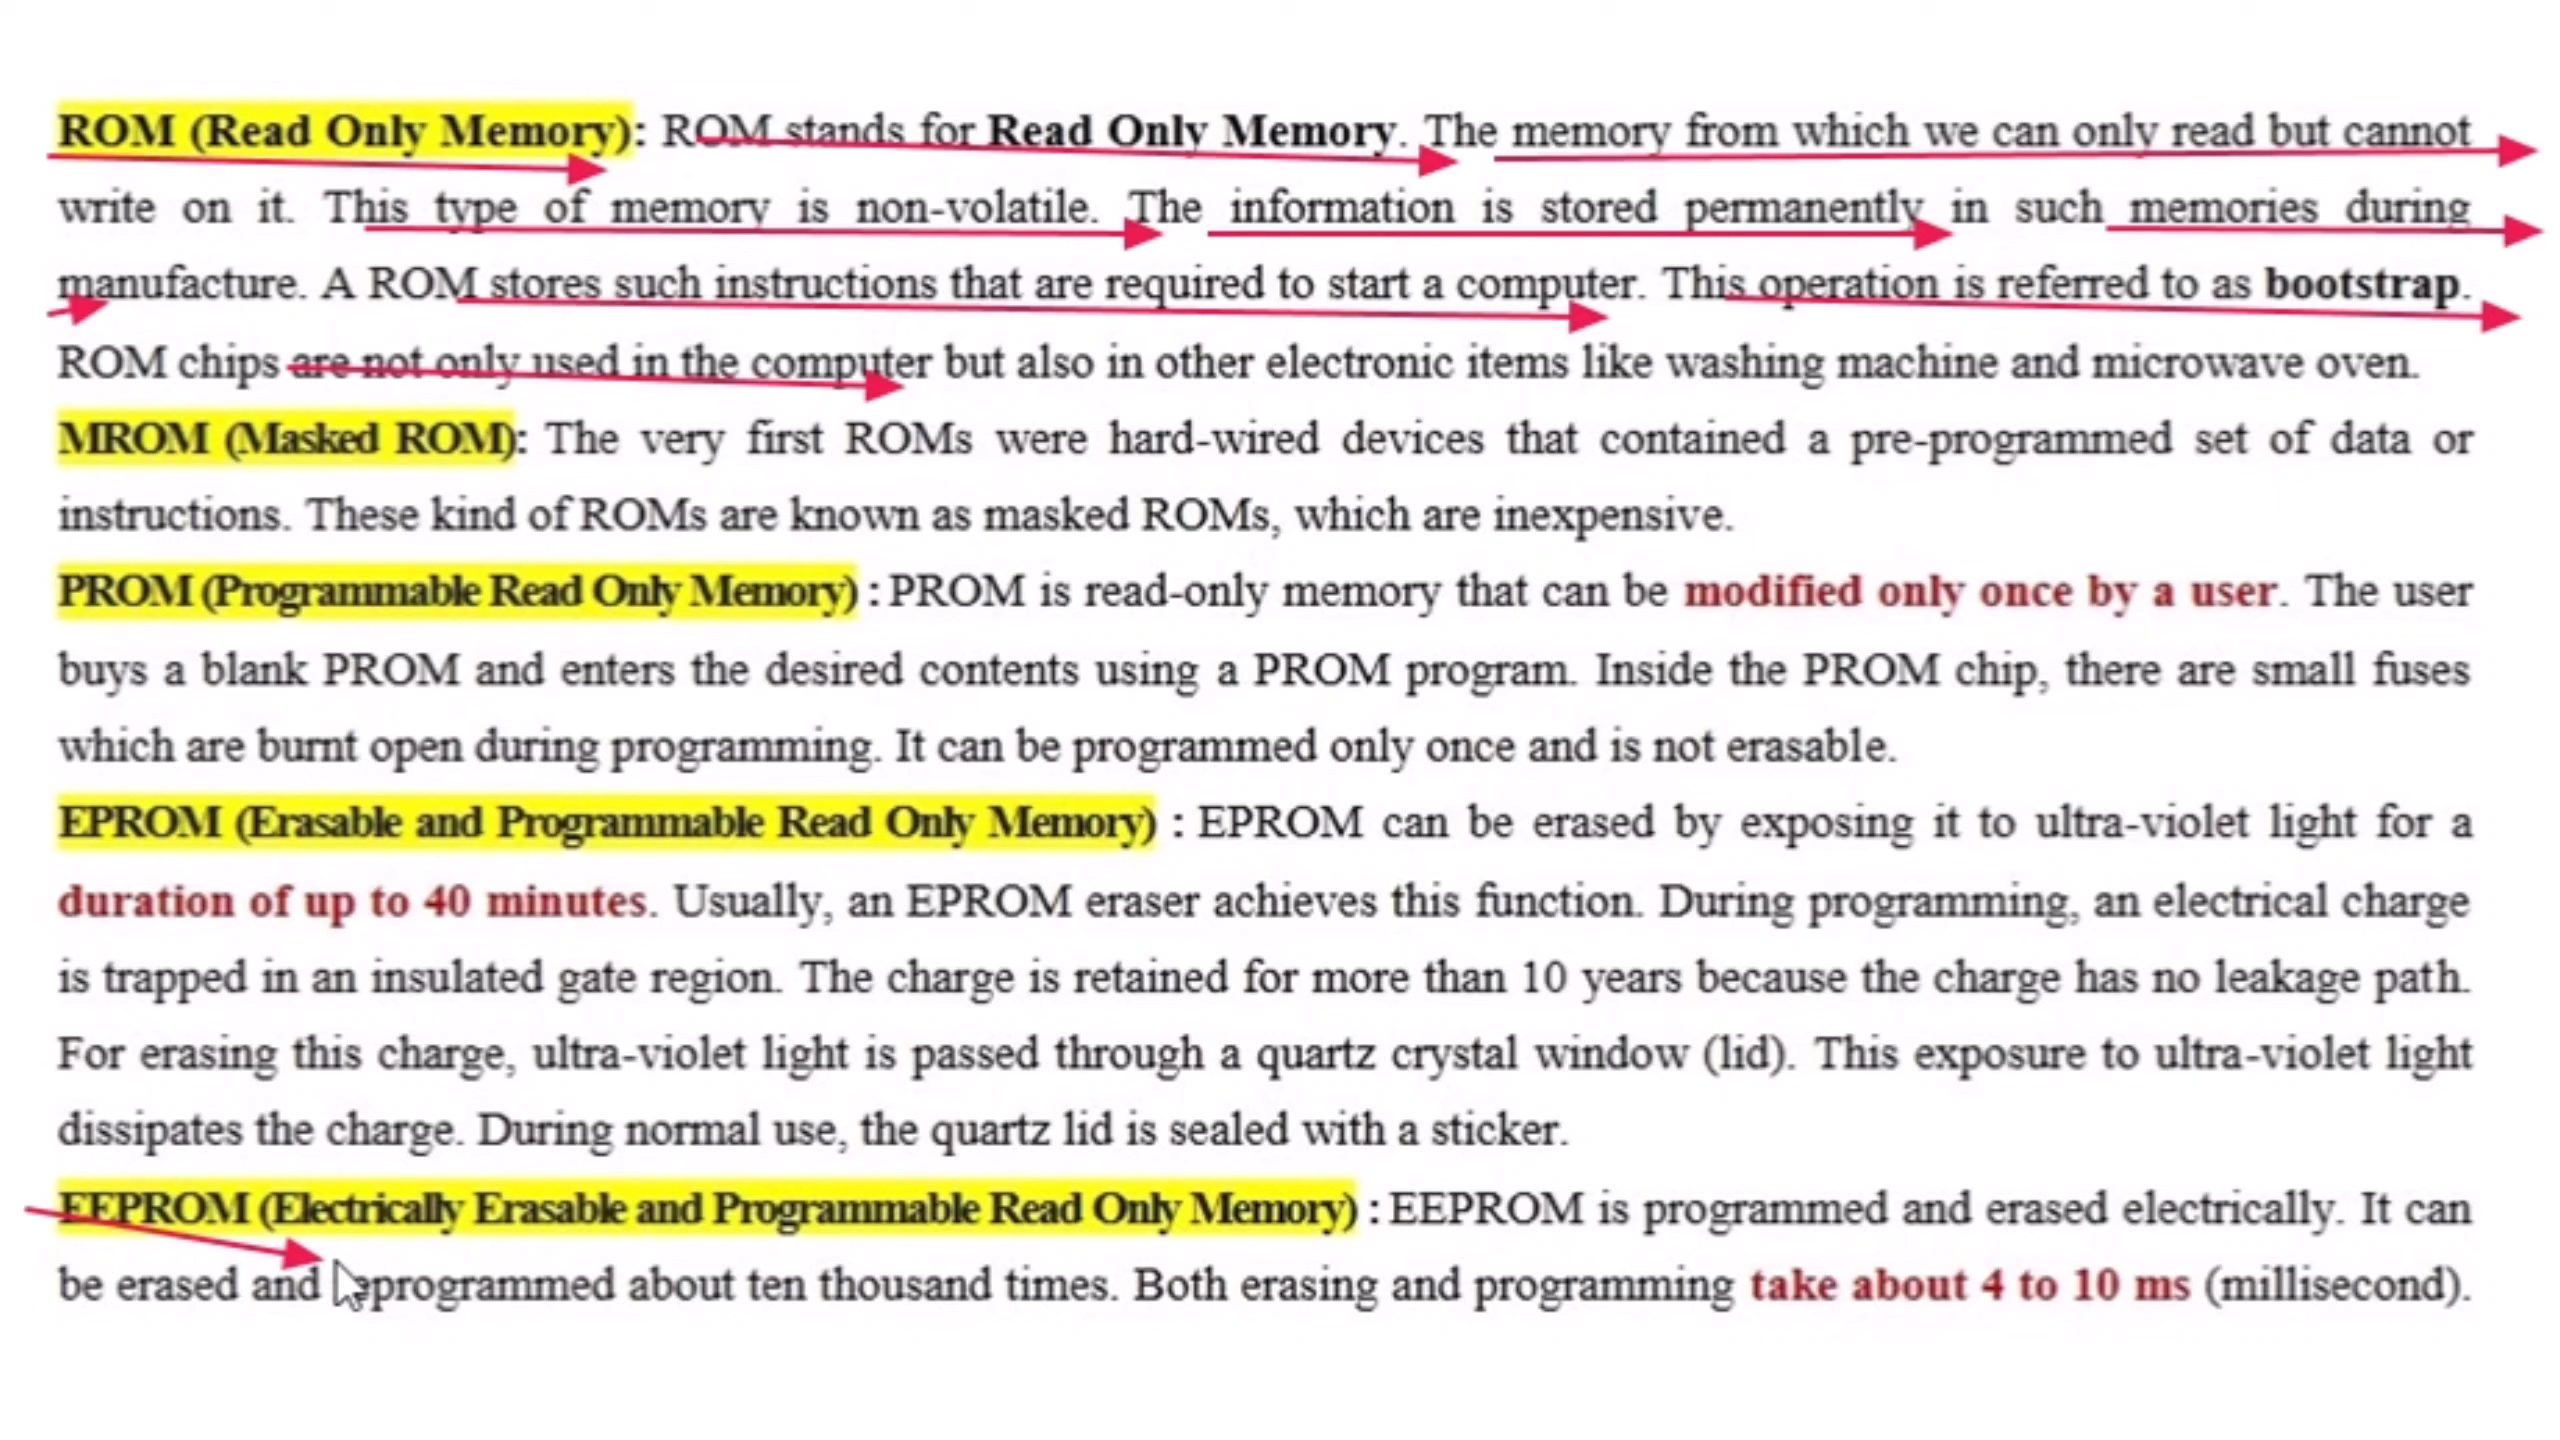 ROM (Read Only Memory): ROM stands for Read Only Memory. The memory from which we can only read but cannot
write on it. This type of memory is non-volatile. The information is stored permanently in such memories during
manufacture. A ROM stores such instructions that are required to start a computer. This operation is referred to as bootstrap.
ROM chips are not only used in the computer but also in other electronic items like washing machine and microwave oven.
MROM (Masked ROM): The very first ROMs were hard-wired devices that contained a pre-programmed set of data or
instructions. These kind of ROMs are known as masked ROMs, which are inexpensive.
PROM (Programmable Read Only Memory) : PROM is read-only memory that can be modified only once by a user. The user
buys a blank PROM and enters the desired contents using a PROM program. Inside the PROM chip, there are small fuses
which are burnt open during programming. It can be programmed only once and is not erasable.
EPROM (Erasable and Programmable Read Only Memory) : EPROM can be erased by exposing it to ultra-violet light for a
duration of up to 40 minutes. Usually, an EPROM eraser achieves this function. During programming, an electrical charge
is trapped in an insulated gate region. The charge is retained for more than 10 years because the charge has no leakage path.
For erasing this charge, ultra-violet light is passed through a quartz crystal window (lid). This exposure to ultra-violet light
dissipates the charge. During normal use, the quartz lid is sealed with a sticker.
EEPROM (Electrically Erasable and Programmable Read Only Memory) : EEPROM is programmed and erased electrically. It can
be erased and reprogrammed about ten thousand times. Both erasing and programming take about 4 to 10 ms (millisecond).